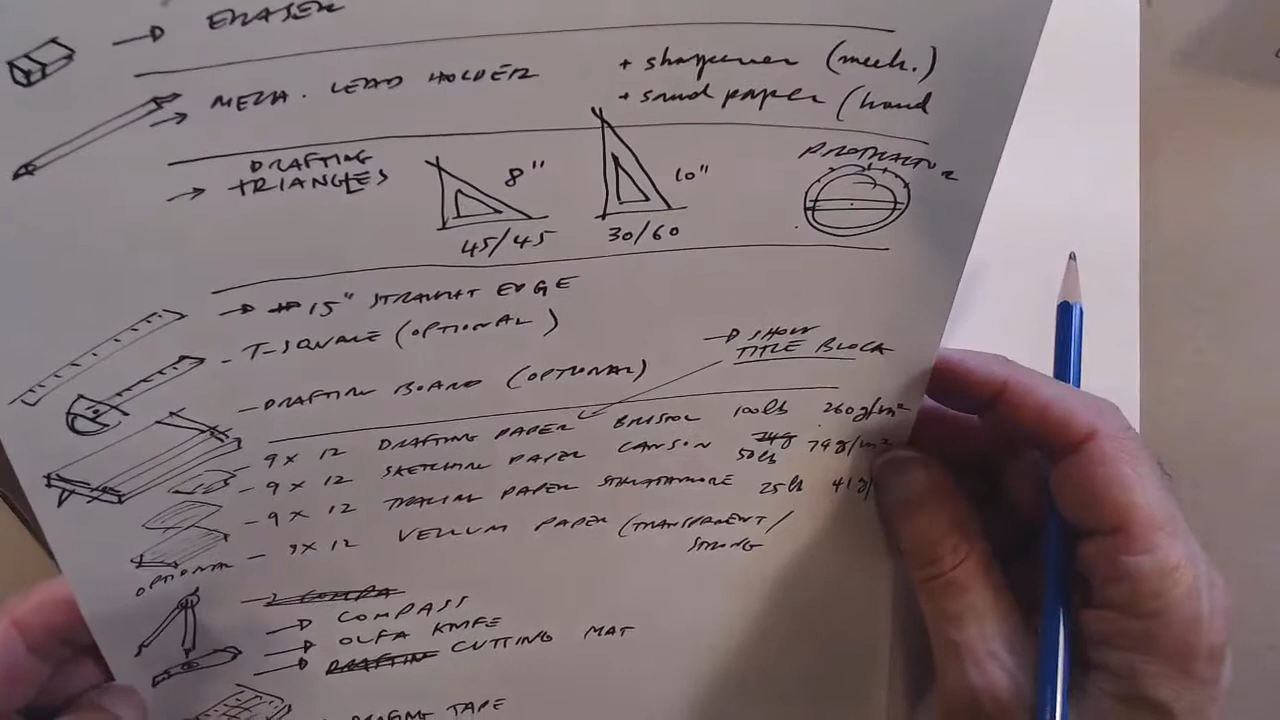 → ERASER
→ MECH. LEAD HOLDER
+ sharpener (mech.)
+ sand paper (hand
→ DRAFTING TRIANGLES
8"
45/45
10"
30/60
PROTRACTOR
→ 15" STRAIGHT EDGE
- T-SQUARE (OPTIONAL)
- DRAFTING BOARD (OPTIONAL)
→ SHOW TITLE BLOCK
- 9 x 12 DRAFTING PAPER BRISTOL 100lb 260g/m²
- 9 x 12 SKETCHING PAPER CANSON 50lb 79g/m²
- 9 x 12 TRACING PAPER STRATHMORE 25lb 41g/
- 9 x 12 VELLUM PAPER (TRANSPARENT/
STRONG
OPTIONAL
→ COMPASS
→ OLFA KNIFE
→ CUTTING MAT
TAPE